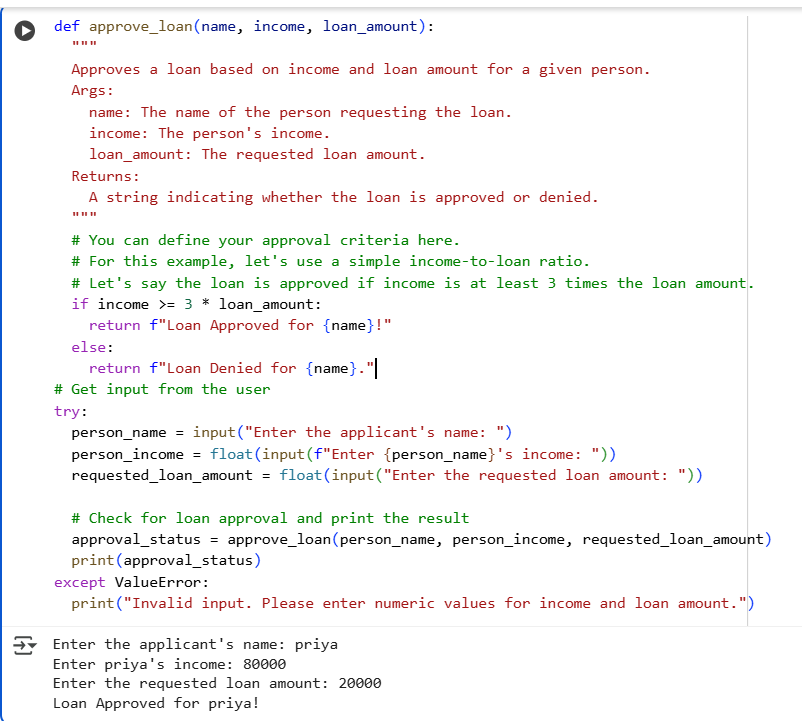 def approve_loan(name, income, loan_amount):
"""
Approves a loan based on income and loan amount for a given person.
Args:
name: The name of the person requesting the loan.
income: The person's income.
loan_amount: The requested loan amount.
Returns:
A string indicating whether the loan is approved or denied.
"""
# You can define your approval criteria here.
# For this example, let's use a simple income-to-loan ratio.
# Let's say the loan is approved if income is at least 3 times the loan amount.
if income >= 3 * loan_amount:
return f"Loan Approved for {name}!"
else:
return f"Loan Denied for {name}."
# Get input from the user
try:
person_name = input("Enter the applicant's name: ")
person_income = float(input(f"Enter {person_name}'s income: "))
requested_loan_amount = float(input("Enter the requested loan amount: "))
# Check for loan approval and print the result
approval_status = approve_loan(person_name, person_income, requested_loan_amount)
print(approval_status)
except ValueError:
print("Invalid input. Please enter numeric values for income and loan amount.")
Enter the applicant's name: priya
Enter priya's income: 80000
Enter the requested loan amount: 20000
Loan Approved for priya!